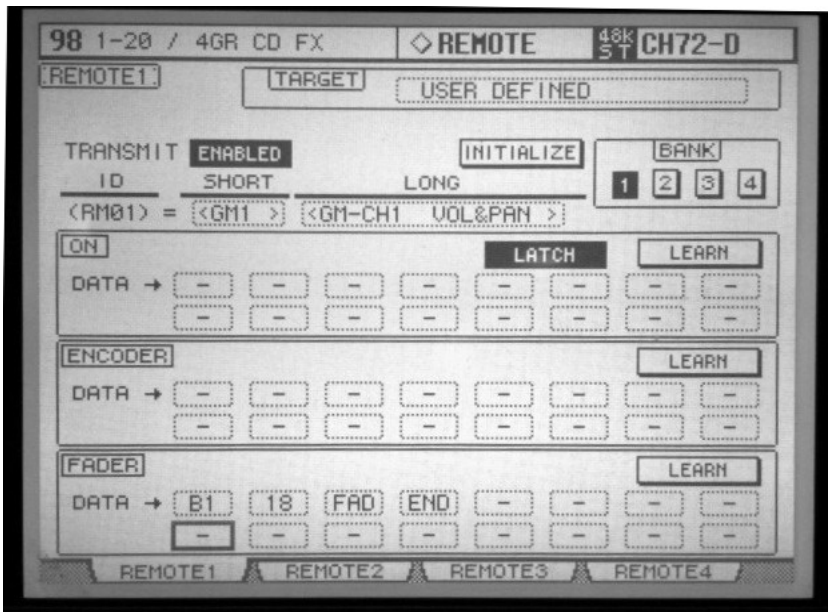 98 1-20 / 4GR CD FX ◇REMOTE 48K ST CH72-D
REMOTE1 TARGET USER DEFINED
TRANSMIT ENABLED INITIALIZE BANK
ID SHORT LONG 1 2 3 4
(RM01) = <GM1 > <GM-CH1 VOL&PAN >
ON LATCH LEARN
DATA → - - - - - - - -
- - - - - - - -
ENCODER LEARN
DATA → - - - - - - - -
- - - - - - - -
FADER LEARN
DATA → B1 18 FAD END - - - -
- - - - - - - -
REMOTE1 REMOTE2 REMOTE3 REMOTE4